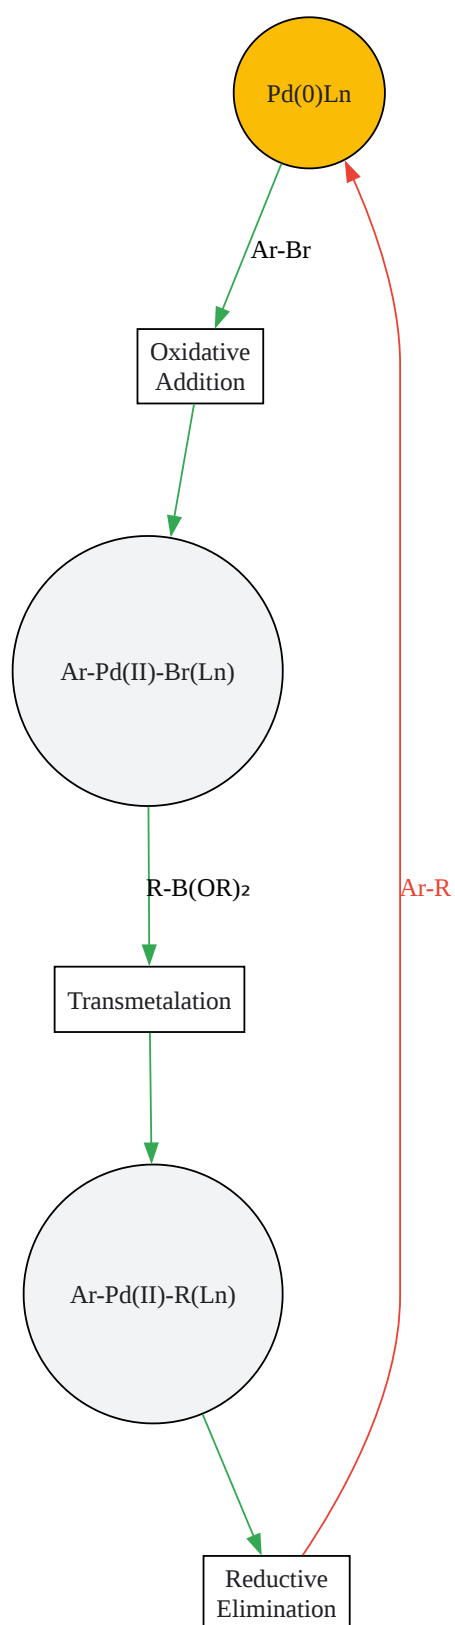 Pd(0)Ln
Ar-Br
Oxidative
Addition
Ar-Pd(II)-Br(Ln)
R-B(OR)₂
Ar-R
Transmetalation
Ar-Pd(II)-R(Ln)
Reductive
Elimination